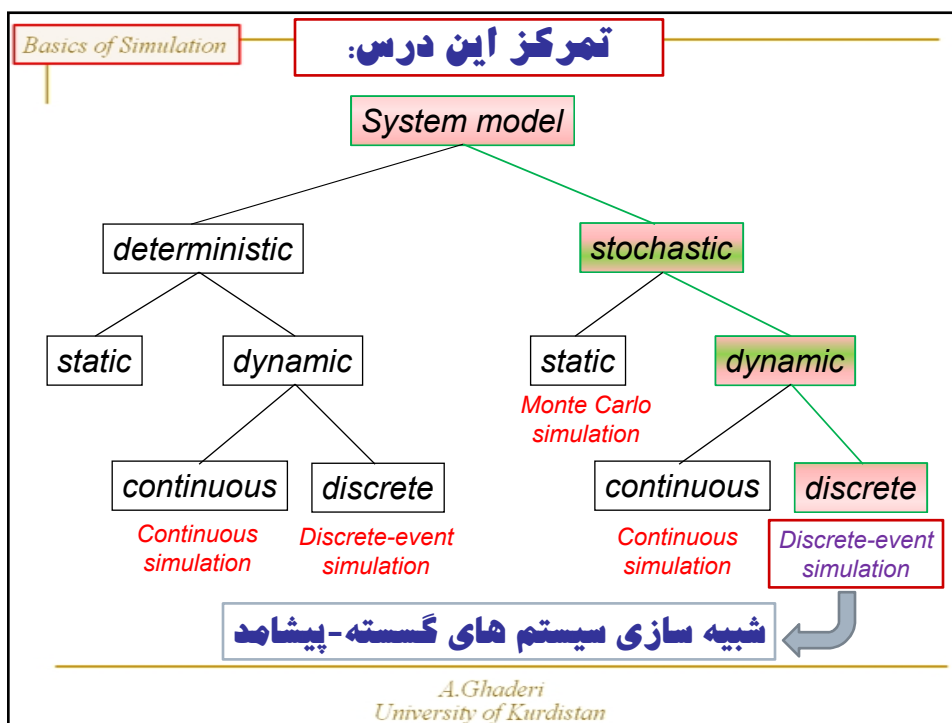 Basics of Simulation
تمرکز این درس:
System model
deterministic
stochastic
static
dynamic
static
dynamic
Monte Carlo
simulation
continuous
discrete
continuous
discrete
Continuous
simulation
Discrete-event
simulation
Continuous
simulation
Discrete-event
simulation
شبیه سازی سیستم های گسسته-پیشامد
A.Ghaderi
University of Kurdistan